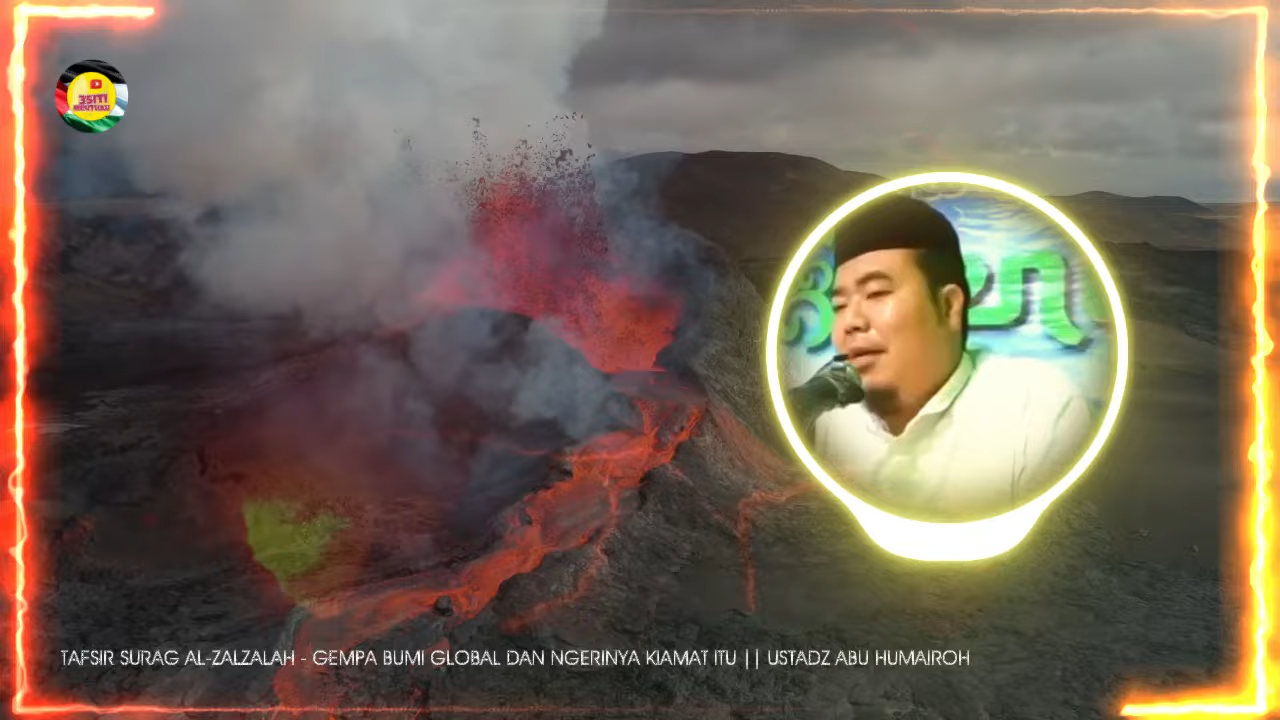 TAFSIR SURAG AL-ZALZALAH - GEMPA BUMI GLOBAL DAN NGERINYA KIAMAT ITU || USTADZ ABU HUMAIROH